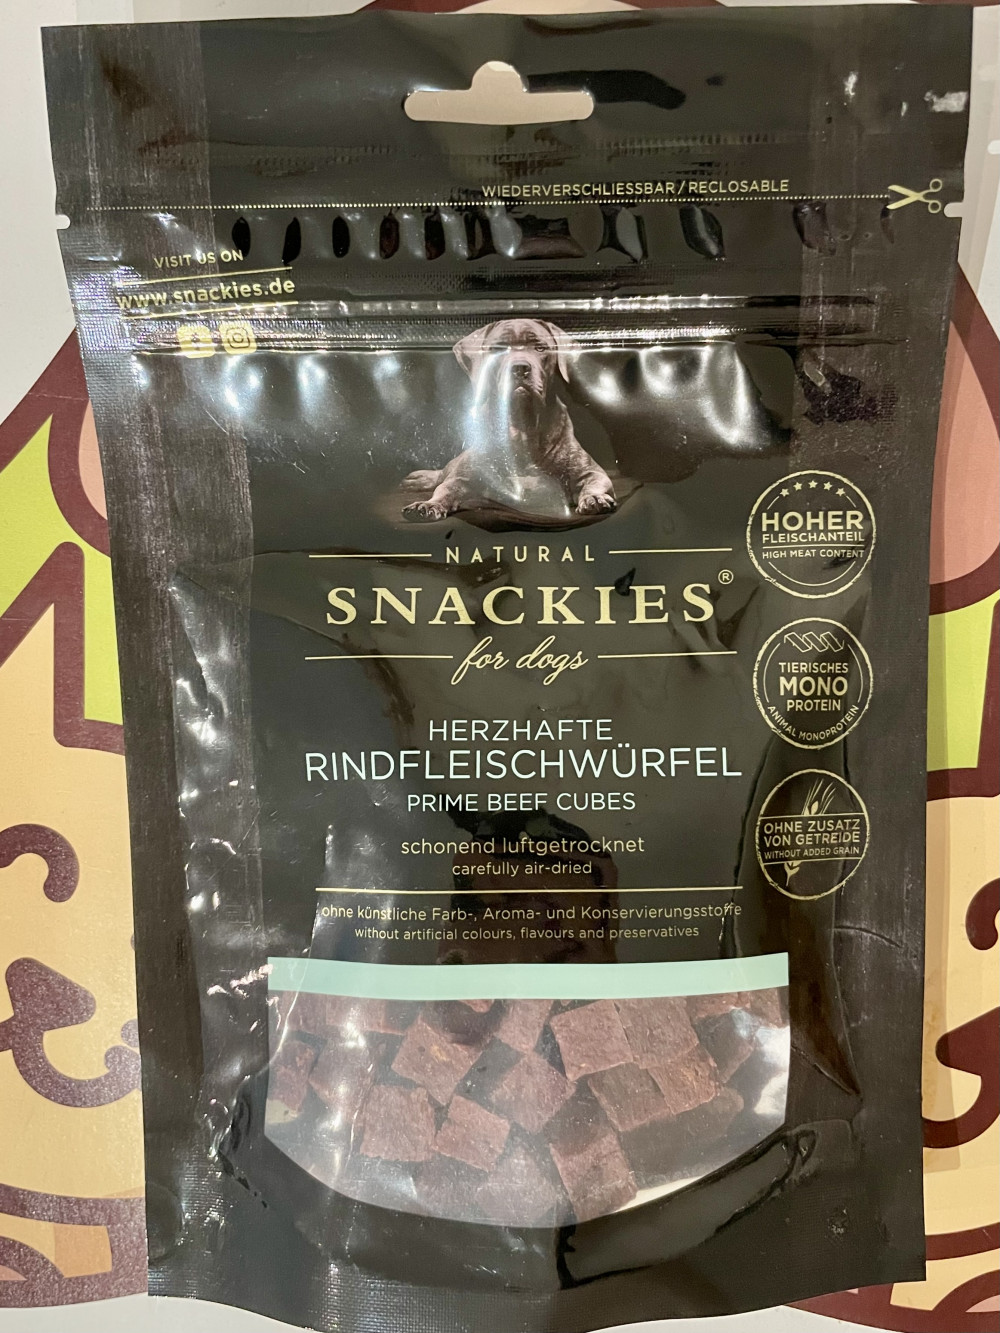 WIEDERVERSCHLIESSBAR / RECLOSABLE
VISIT US ON
www.snackies.de
NATURAL
SNACKIES®
for dogs
HERZHAFTE
RINDFLEISCHWÜRFEL
PRIME BEEF CUBES
schonend luftgetrocknet
carefully air-dried
ohne künstliche Farb-, Aroma- und Konservierungsstoffe
without artificial colours, flavours and preservatives
HOHER
FLEISCHANTEIL
HIGH MEAT CONTENT
TIERISCHES
MONO
PROTEIN
ANIMAL MONOPROTEIN
OHNE ZUSATZ
VON GETREIDE
WITHOUT ADDED GRAIN